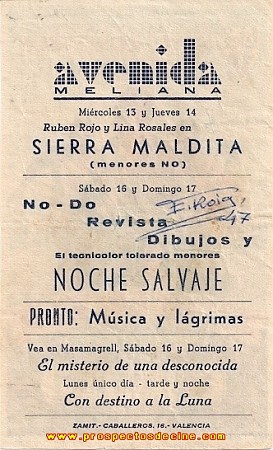 avenida
MELIANA
Miércoles 13 y Jueves 14
Ruben Rojo y Lina Rosales en
SIERRA MALDITA
(menores NO)
Sábado 16 y Domingo 17
No-Do
Revista
Dibujos y
E. Roig
47
El tecnicolor tolerado menores
NOCHE SALVAJE
PRONTO: Música y lágrimas
Vea en Masamagrell, Sábado 16 y Domingo 17
El misterio de una desconocida
Lunes único día - tarde y noche
Con destino a la Luna
ZAMIT.-CABALLEROS, 16.-VALENCIA
www.prospectosdecine.com